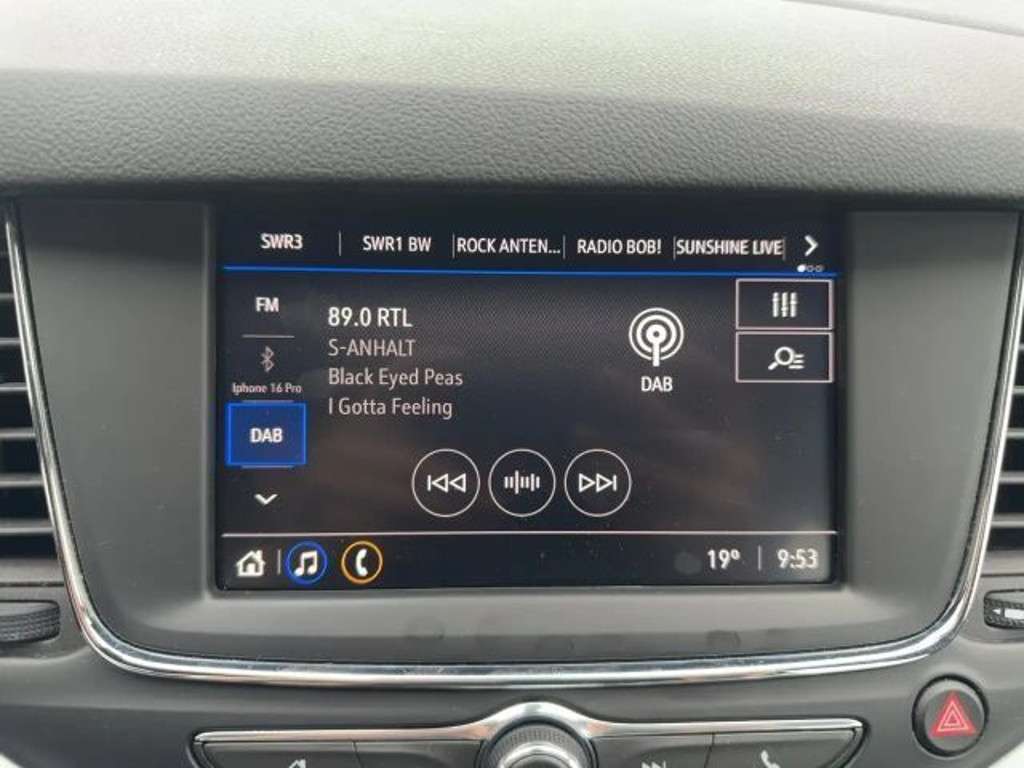 SWR3
SWR1 BW
ROCK ANTEN...
RADIO BOB!
SUNSHINE LIVE
FM
Iphone 16 Pro
DAB
89.0 RTL
S-ANHALT
Black Eyed Peas
I Gotta Feeling
DAB
19° 9:53